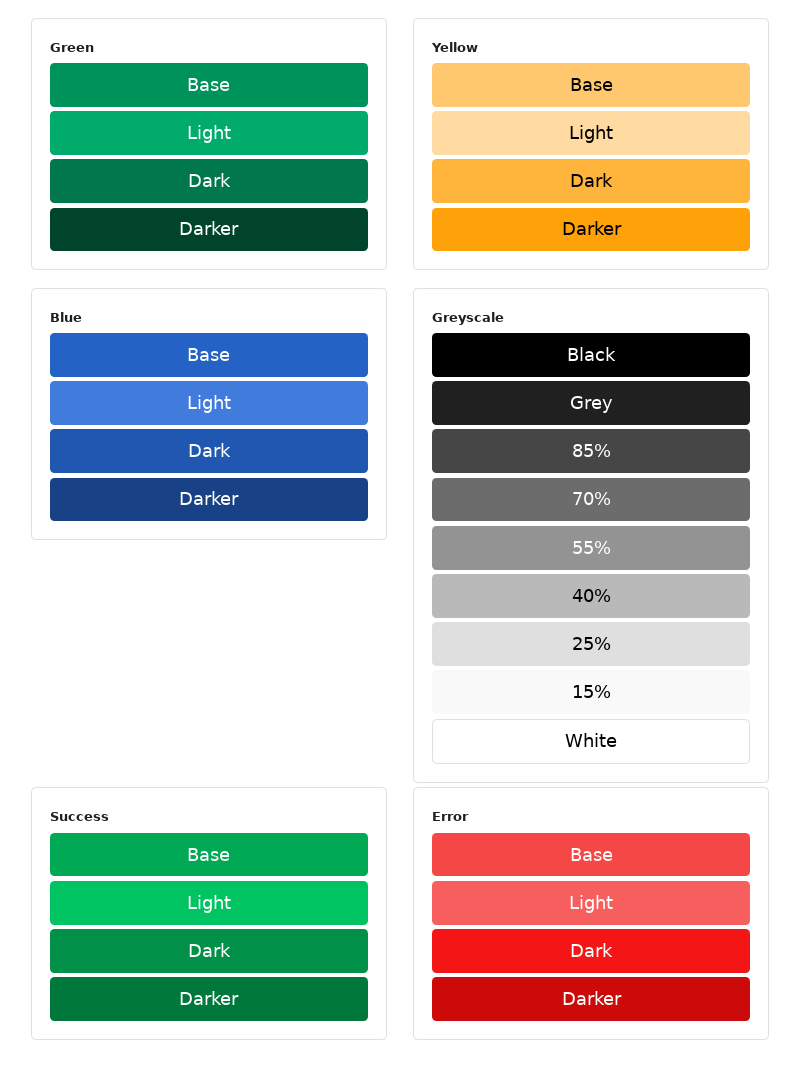 Green
Base
Light
Dark
Darker
Yellow
Base
Light
Dark
Darker
Blue
Base
Light
Dark
Darker
Greyscale
Black
Grey
85%
70%
55%
40%
25%
15%
White
Success
Base
Light
Dark
Darker
Error
Base
Light
Dark
Darker